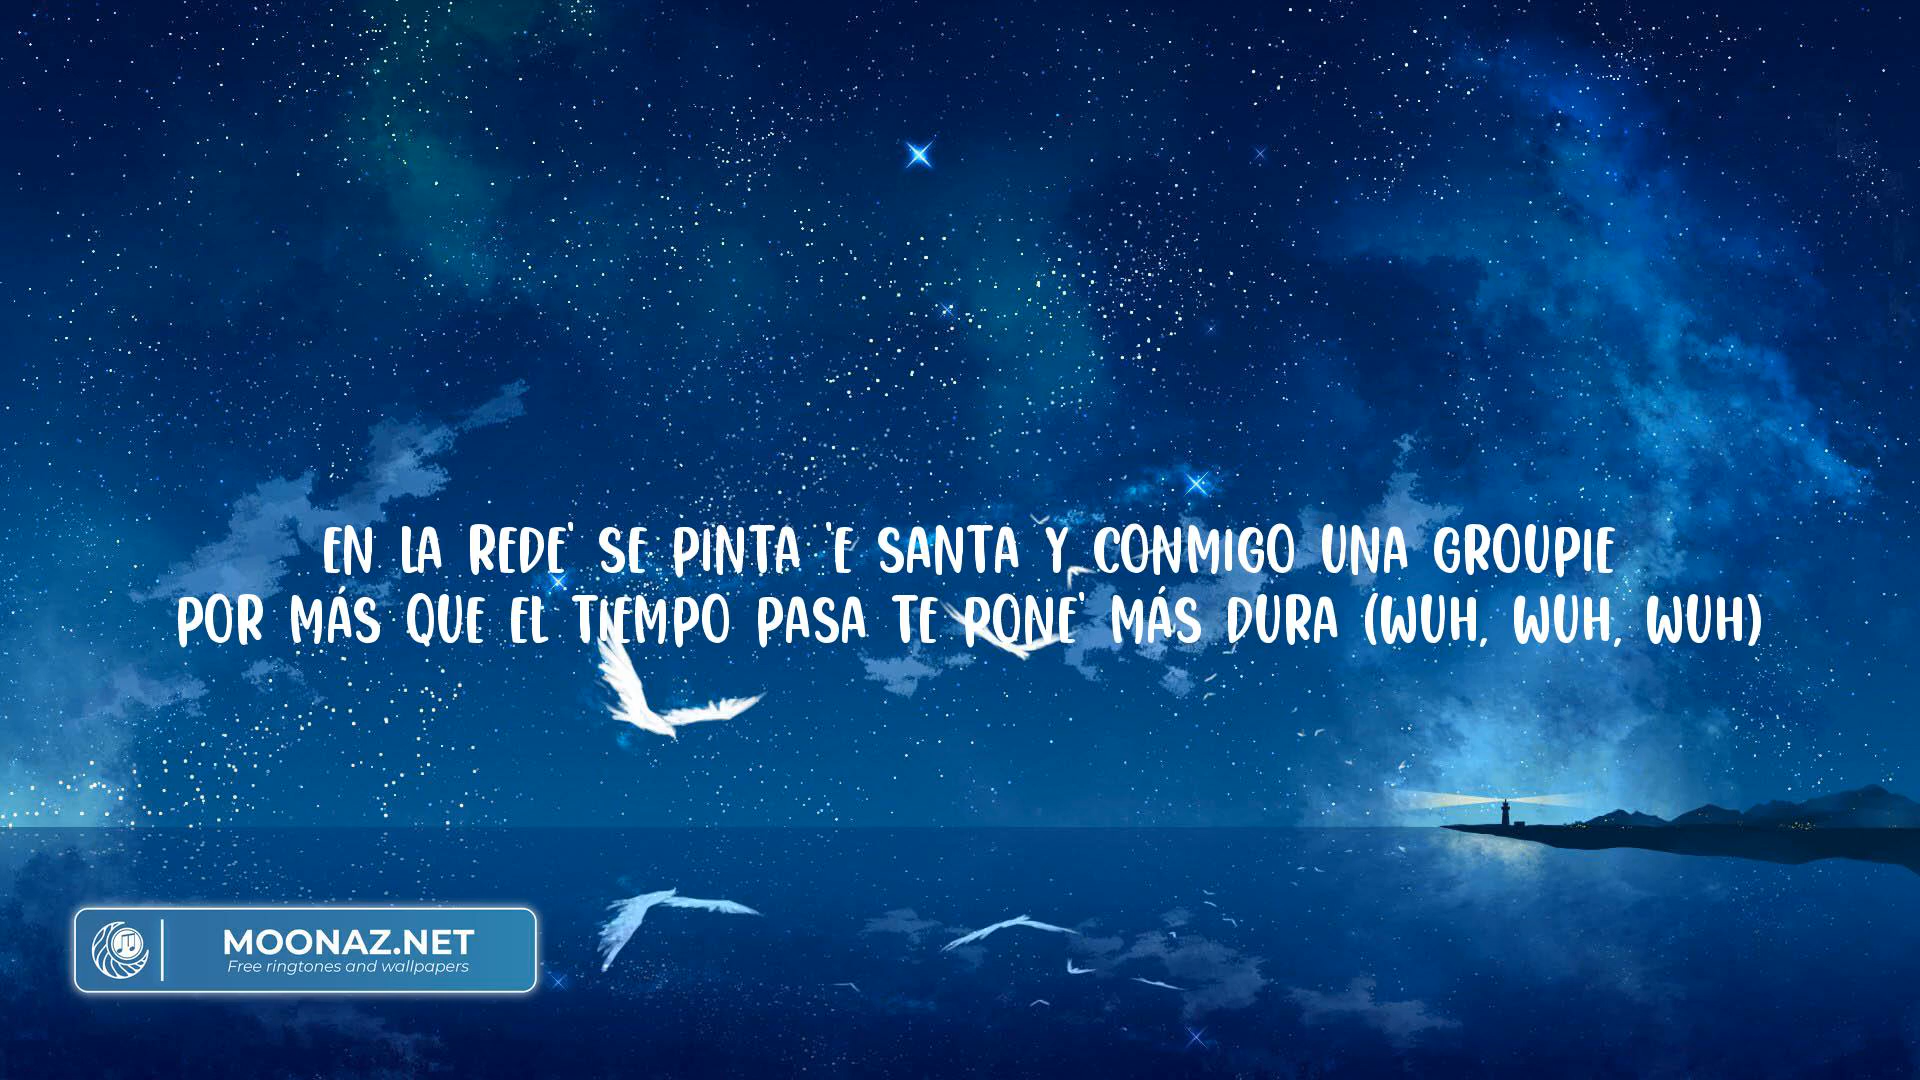 EN LA REDE' SE PINTA 'E SANTA Y CONMIGO UNA GROUPIE
POR MÁS QUE EL TIEMPO PASA TE PONE' MÁS DURA (WUH, WUH, WUH)
MOONAZ.NET
Free ringtones and wallpapers